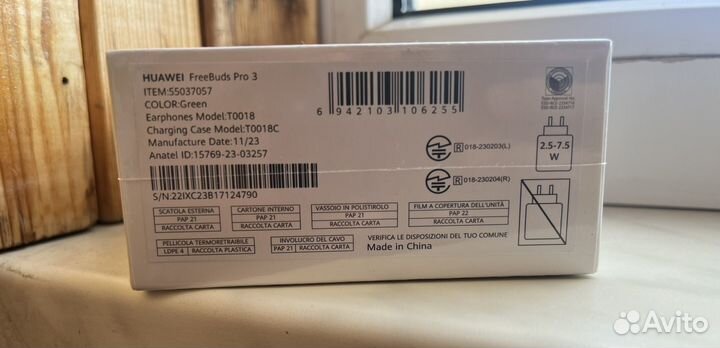 HUAWEI FreeBuds Pro 3
ITEM:55037057
COLOR:Green
Earphones Model:T0018
Charging Case Model:T0018C
Manufacture Date:11/23
Anatel ID:15769-23-03257
S/N:22IXC23B17124790
6 942103 106255
R 018-230203(L)
R 018-230204(R)
2.5-7.5
W
SCATOLA ESTERNA
PAP 21
RACCOLTA CARTA
CARTONE INTERNO
PAP 21
RACCOLTA CARTA
VASSOIO IN POLISTIROLO
PAP 21
RACCOLTA CARTA
FILM A COPERTURA DELL'UNITÀ
PAP 22
RACCOLTA CARTA
PELLICOLA TERMORETRAIBILE
LDPE 4 RACCOLTA PLASTICA
INVOLUCRO DEL CAVO
PAP 21 RACCOLTA CARTA
VERIFICA LE DISPOSIZIONI DEL TUO COMUNE
Made in China
Avito